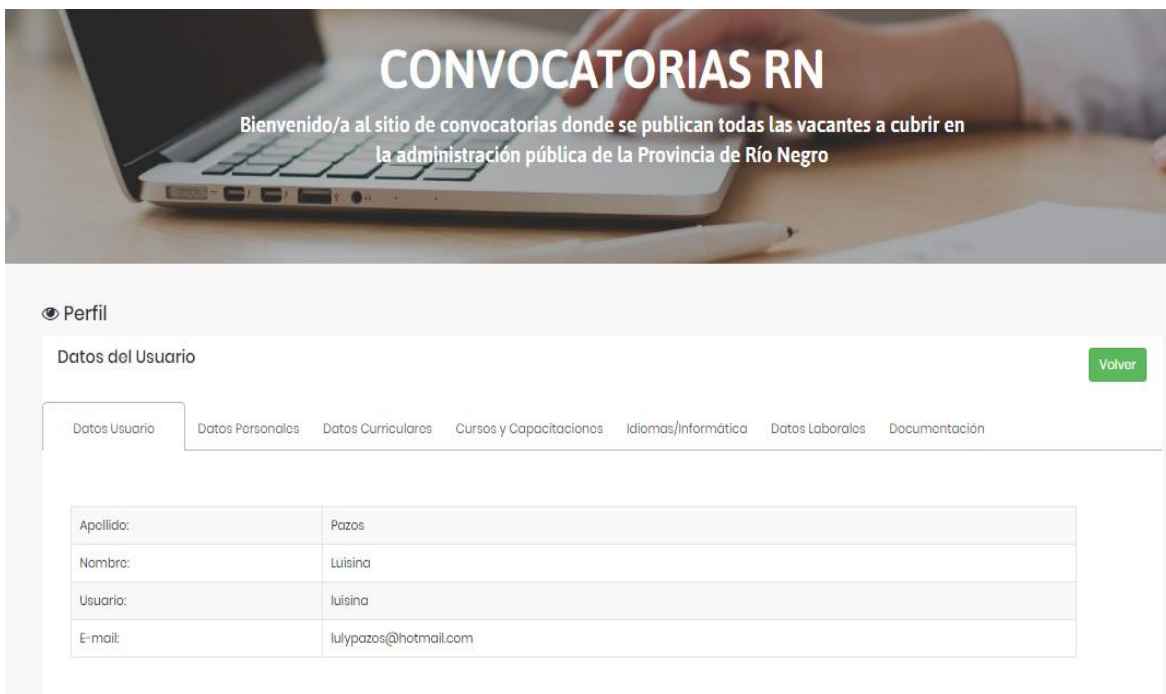 CONVOCATORIAS RN
Bienvenido/a al sitio de convocatorias donde se publican todas las vacantes a cubrir en
la administración pública de la Provincia de Río Negro
Perfil
Datos del Usuario
Volver
Datos Usuario Datos Personales Datos Curriculares Cursos y Capacitaciones Idiomas/Informática Datos Laborales Documentación
Apellido: Pazos
Nombre: Luisina
Usuario: luisina
E-mail: lulypazos@hotmail.com